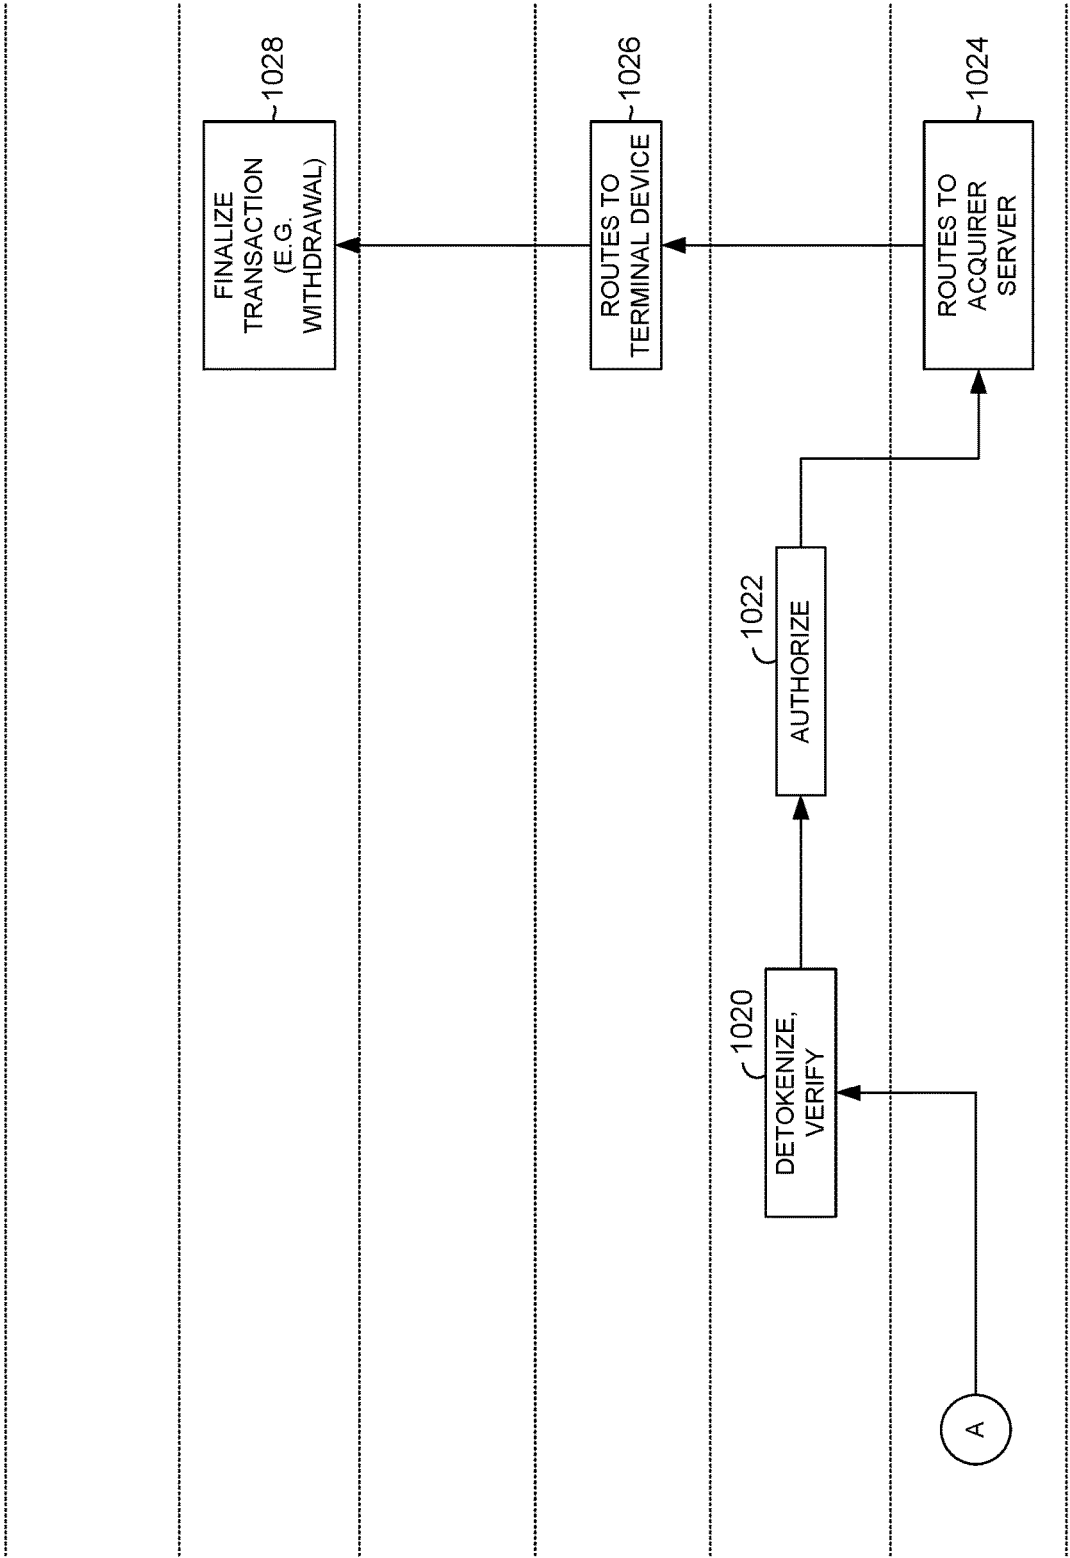 A
1020
DETOKENIZE,
VERIFY
1022
AUTHORIZE
FINALIZE
TRANSACTION
(E.G.
WITHDRAWAL)
1028
ROUTES TO
TERMINAL DEVICE
1026
ROUTES TO
ACQUIRER
SERVER
1024